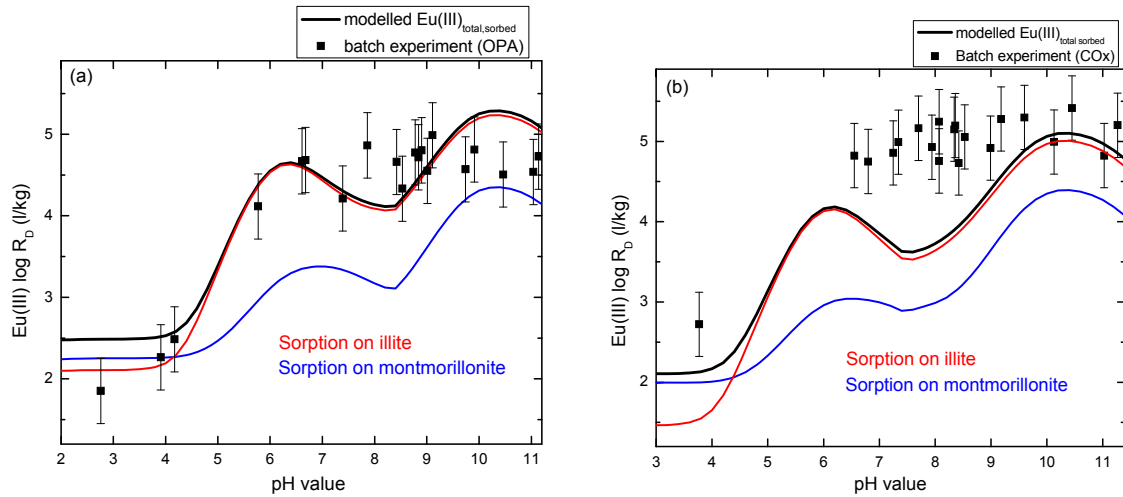 modelled Eu(III)total,sorbed
batch experiment (OPA)
(a)
5
4
3
2
Eu(III) log RD (l/kg)
Sorption on illite
Sorption on montmorillonite
2 3 4 5 6 7 8 9 10 11
pH value
modelled Eu(III)total sorbed
Batch experiment (COx)
(b)
5
4
3
2
Eu(III) log RD (l/kg)
Sorption on illite
Sorption on montmorillonite
3 4 5 6 7 8 9 10 11
pH value